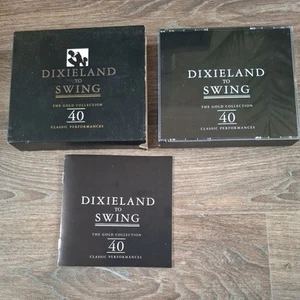 DIXIELAND
TO
SWING
THE GOLD COLLECTION
40
CLASSIC PERFORMANCES
DIXIELAND
TO
SWING
THE GOLD COLLECTION
40
CLASSIC PERFORMANCES
DIXIELAND
TO
SWING
THE GOLD COLLECTION
40
CLASSIC PERFORMANCES